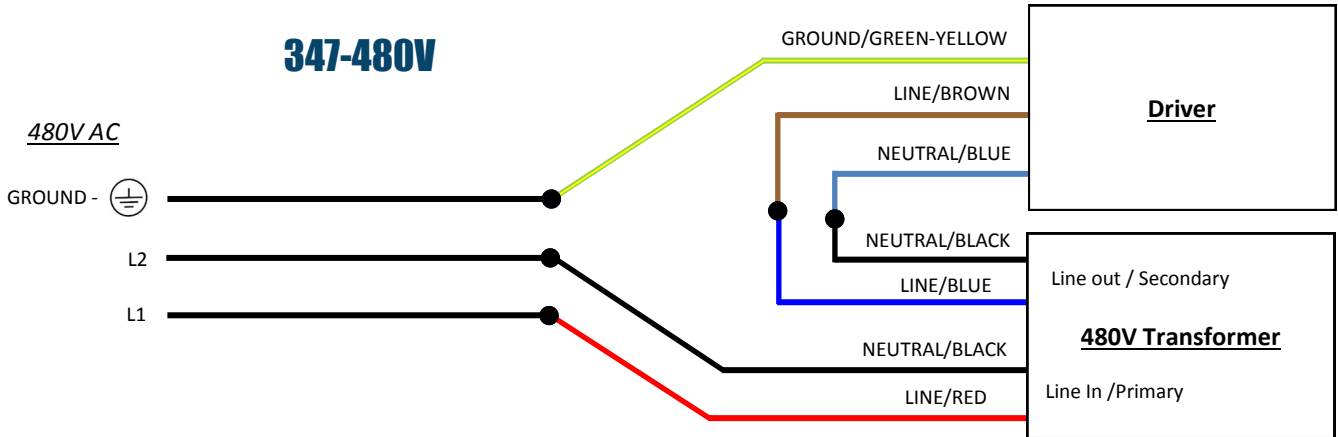 347-480V
480V AC
GROUND -
L2
L1
GROUND/GREEN-YELLOW
LINE/BROWN
NEUTRAL/BLUE
NEUTRAL/BLACK
LINE/BLUE
NEUTRAL/BLACK
LINE/RED
Driver
Line out / Secondary
480V Transformer
Line In /Primary